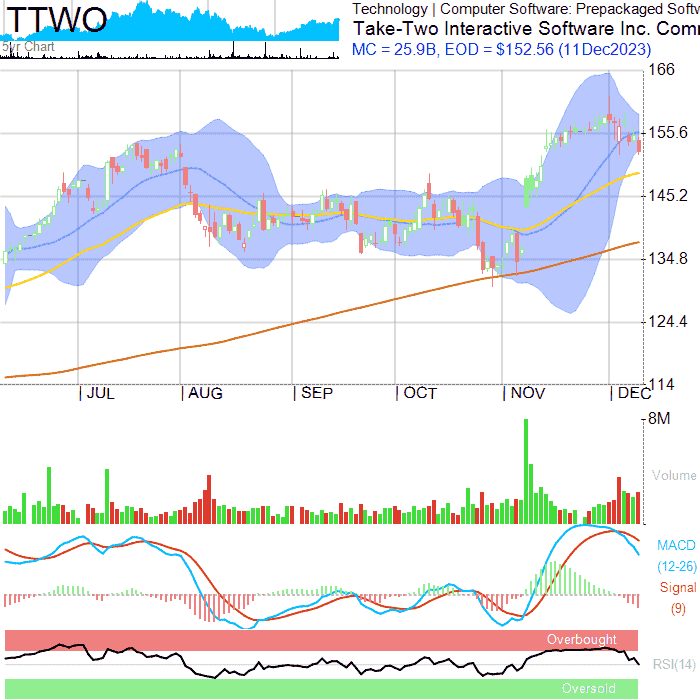 TTWO
5yr Chart
Technology | Computer Software: Prepackaged Softw
Take-Two Interactive Software Inc. Comm
MC = 25.9B, EOD = $152.56 (11Dec2023)
166
155.6
145.2
134.8
124.4
114
JUL AUG SEP OCT NOV DEC
8M
Volume
MACD
(12-26)
Signal
(9)
Overbought
RSI(14)
Oversold